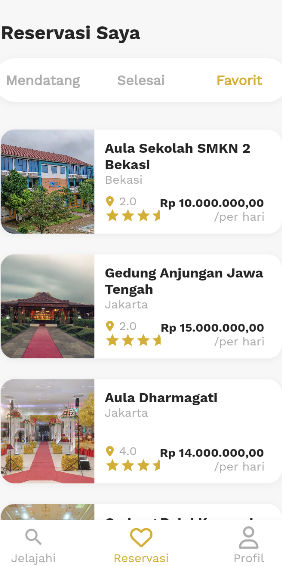 Reservasi Saya
Mendatang Selesai Favorit
Aula Sekolah SMKN 2
Bekasi
Bekasi
2.0 Rp 10.000.000,00
/per hari
Gedung Anjungan Jawa
Tengah
Jakarta
2.0 Rp 15.000.000,00
/per hari
Aula Dharmagati
Jakarta
4.0 Rp 14.000.000,00
/per hari
Jelajahi Reservasi Profil